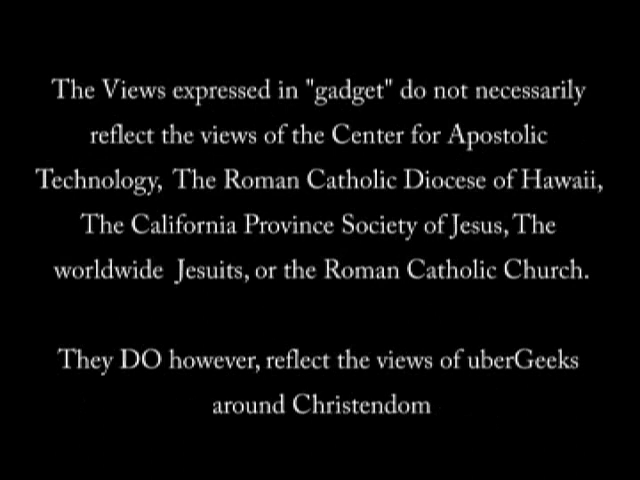 The Views expressed in "gadget" do not necessarily
reflect the views of the Center for Apostolic
Technology, The Roman Catholic Diocese of Hawaii,
The California Province Society of Jesus, The
worldwide Jesuits, or the Roman Catholic Church.
They DO however, reflect the views of uberGeeks
around Christendom